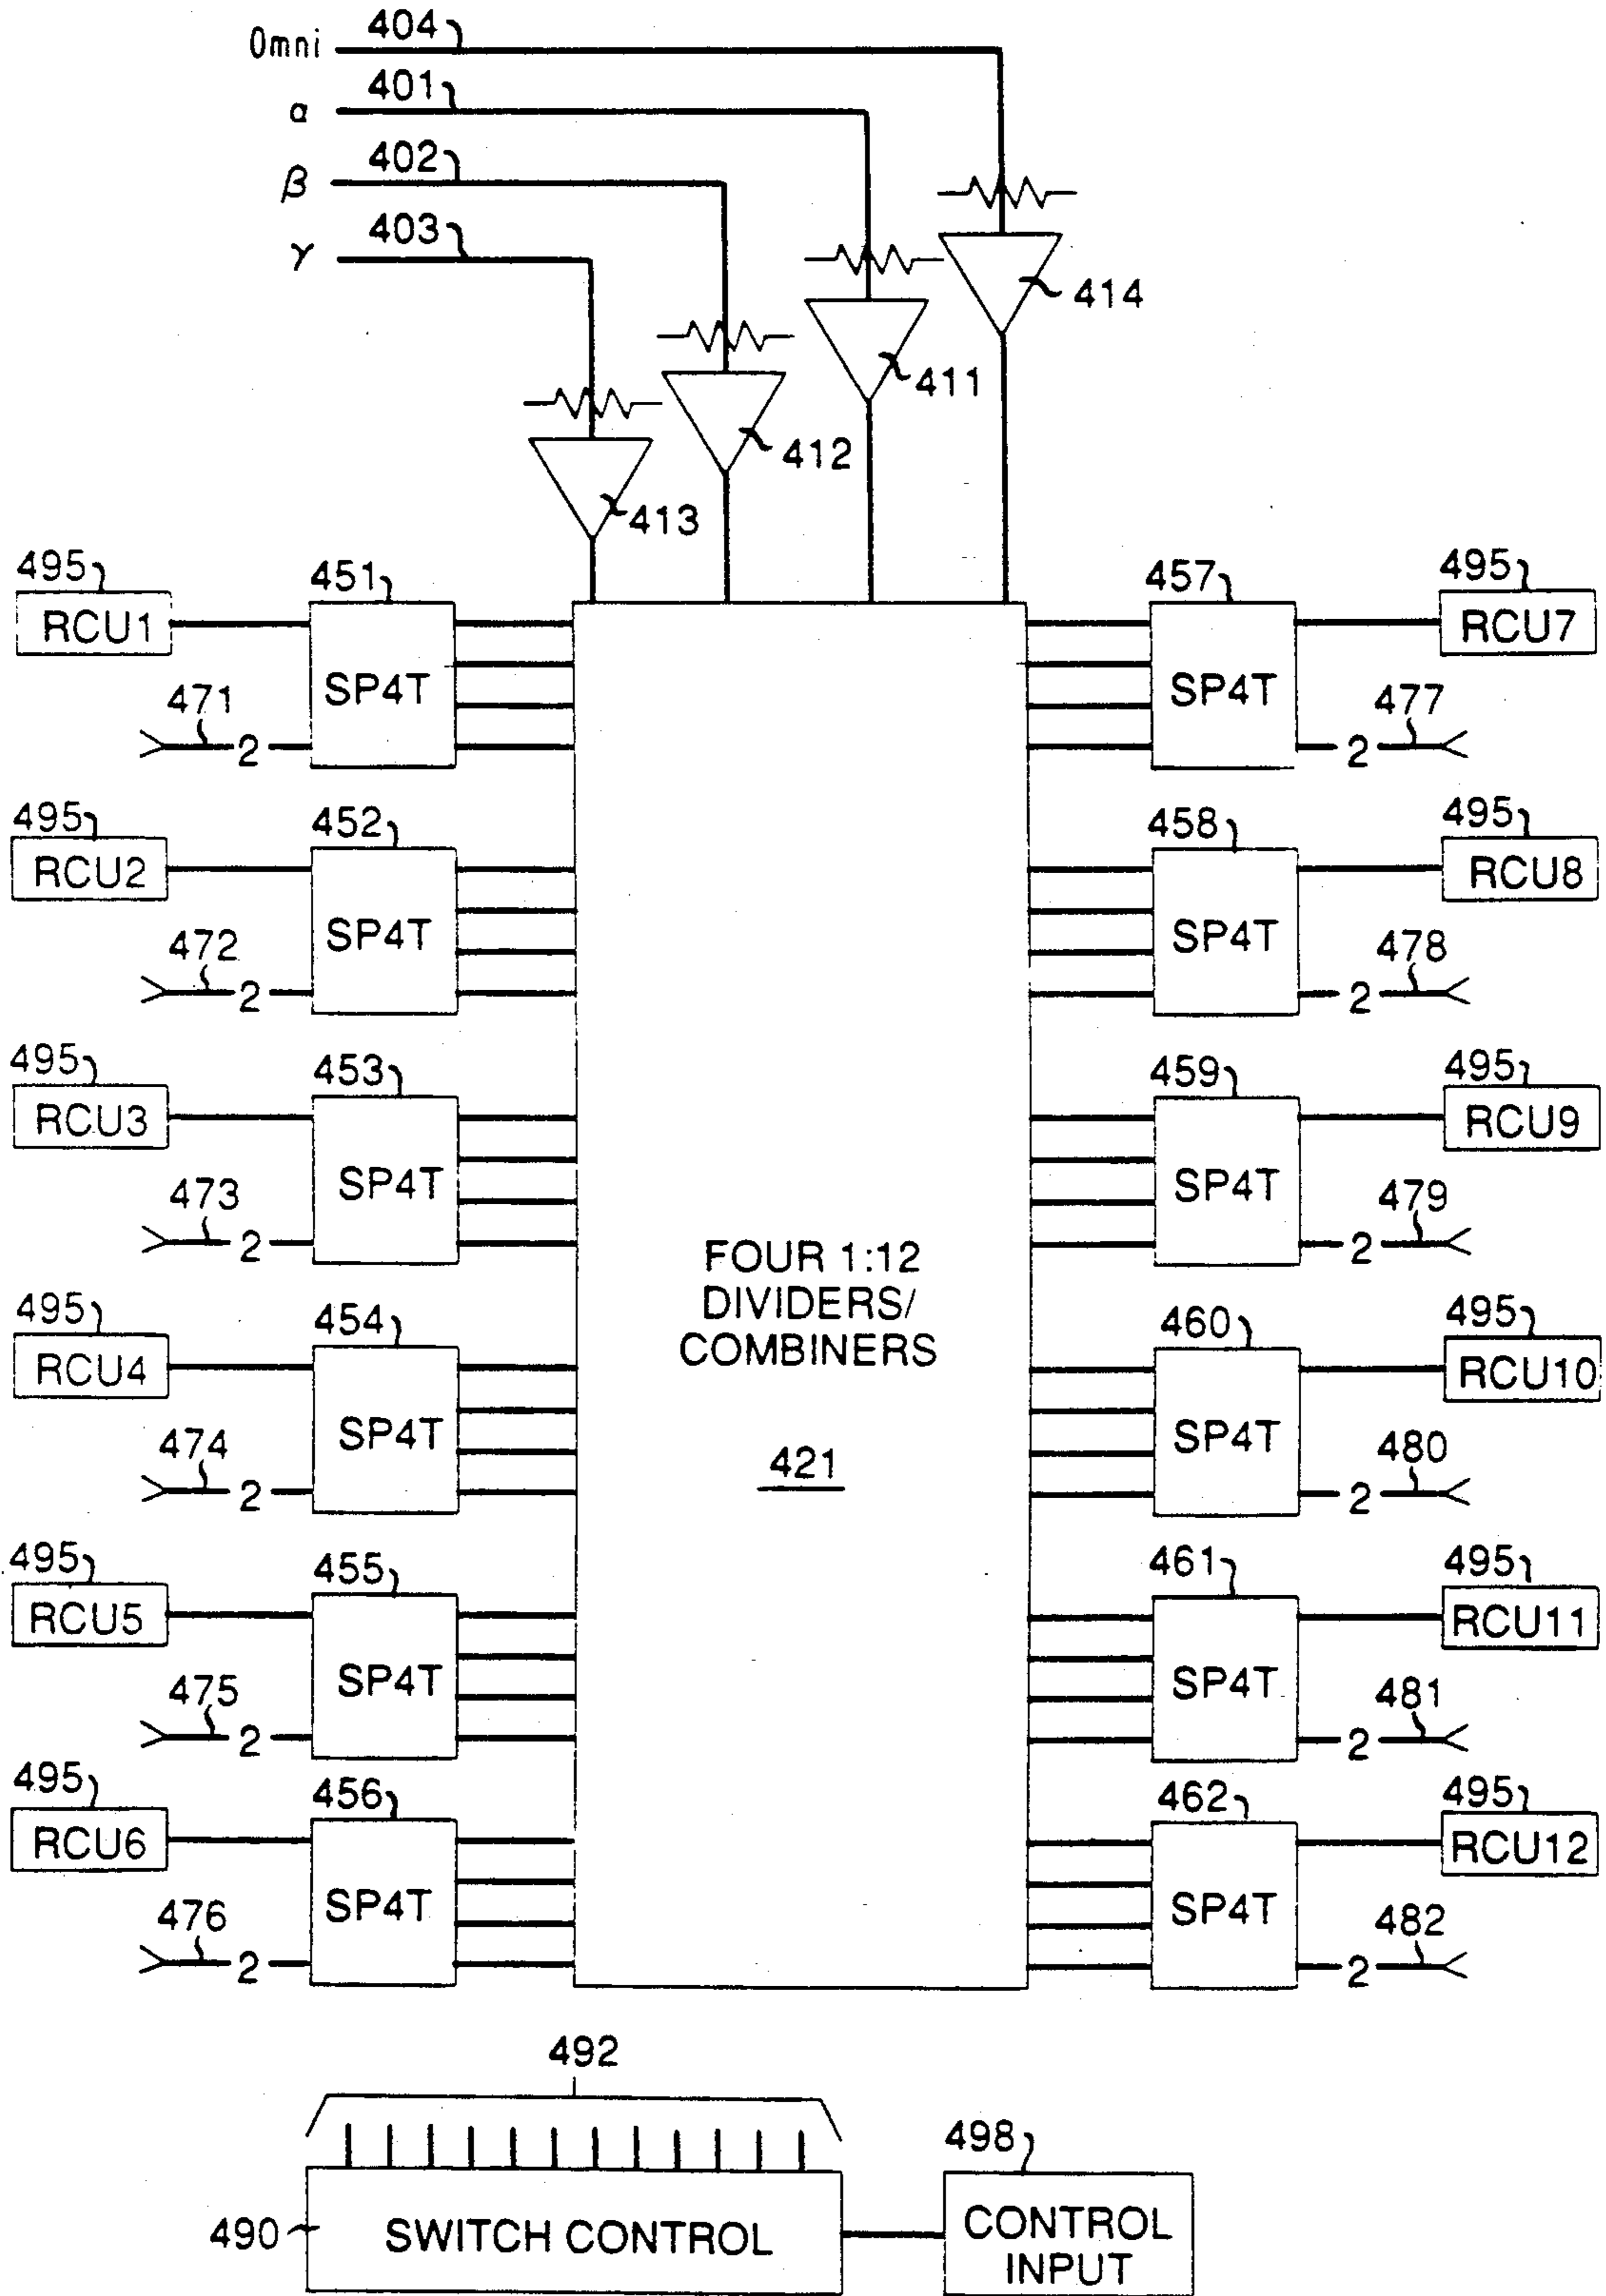 Omni 404
α 401
β 402
γ 403
414
411
412
413
495 451 457 495
RCU1 SP4T SP4T RCU7
471 2 2 477
495 452 458 495
RCU2 SP4T SP4T RCU8
472 2 2 478
495 453 459 495
RCU3 SP4T SP4T RCU9
473 2 2 479
FOUR 1:12
DIVIDERS/
COMBINERS
495 454 460 495
RCU4 SP4T SP4T RCU10
474 2 421 2 480
495 455 461 495
RCU5 SP4T SP4T RCU11
475 2 2 481
495 456 462 495
RCU6 SP4T SP4T RCU12
476 2 2 482
492
498
490 SWITCH CONTROL
CONTROL
INPUT